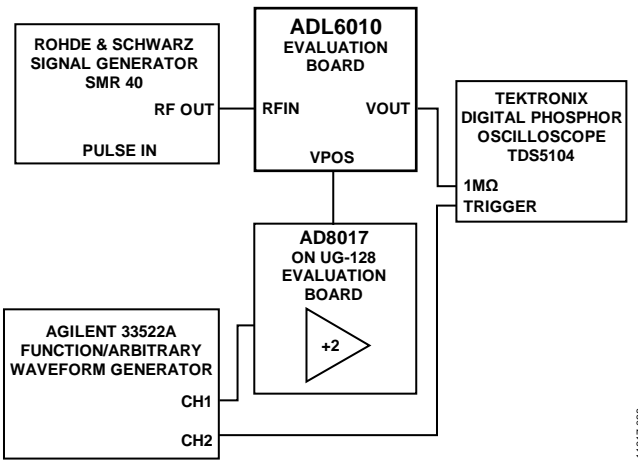 ROHDE & SCHWARZ
SIGNAL GENERATOR
SMR 40
RF OUT
PULSE IN
ADL6010
EVALUATION
BOARD
RFIN
VOUT
VPOS
TEKTRONIX
DIGITAL PHOSPHOR
OSCILLOSCOPE
TDS5104
1MΩ
TRIGGER
AD8017
ON UG-128
EVALUATION
BOARD
+2
AGILENT 33522A
FUNCTION/ARBITRARY
WAVEFORM GENERATOR
CH1
CH2